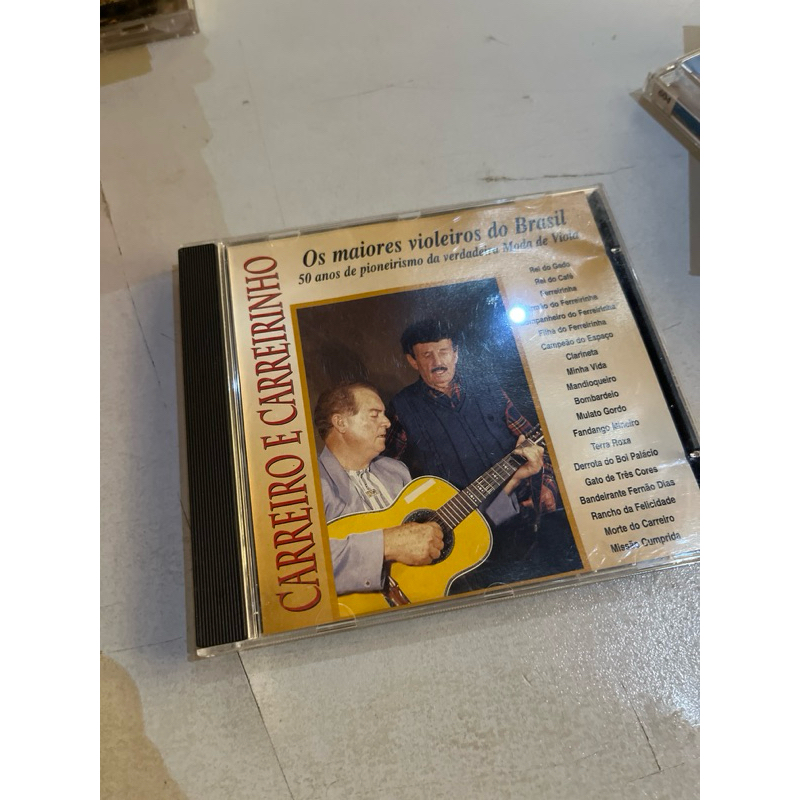 CARREIRO E CARREIRINHO
Os maiores violeiros do Brasil
50 anos de pioneirismo da verdadeira Moda de Viola
Rei do Gado
Rei do Café
Ferreirinha
do Ferreirinha
Companheiro do Ferreirinha
Filha do Ferreirinha
Campeão do Espaço
Clarineta
Minha Vida
Mandioqueiro
Bombardeio
Mulato Gordo
Fandango Mineiro
Terra Roxa
Derrota do Boi Palácio
Gato de Três Cores
Bandeirante Fernão Dias
Rancho da Felicidade
Morte do Carreiro
Missão Cumprida